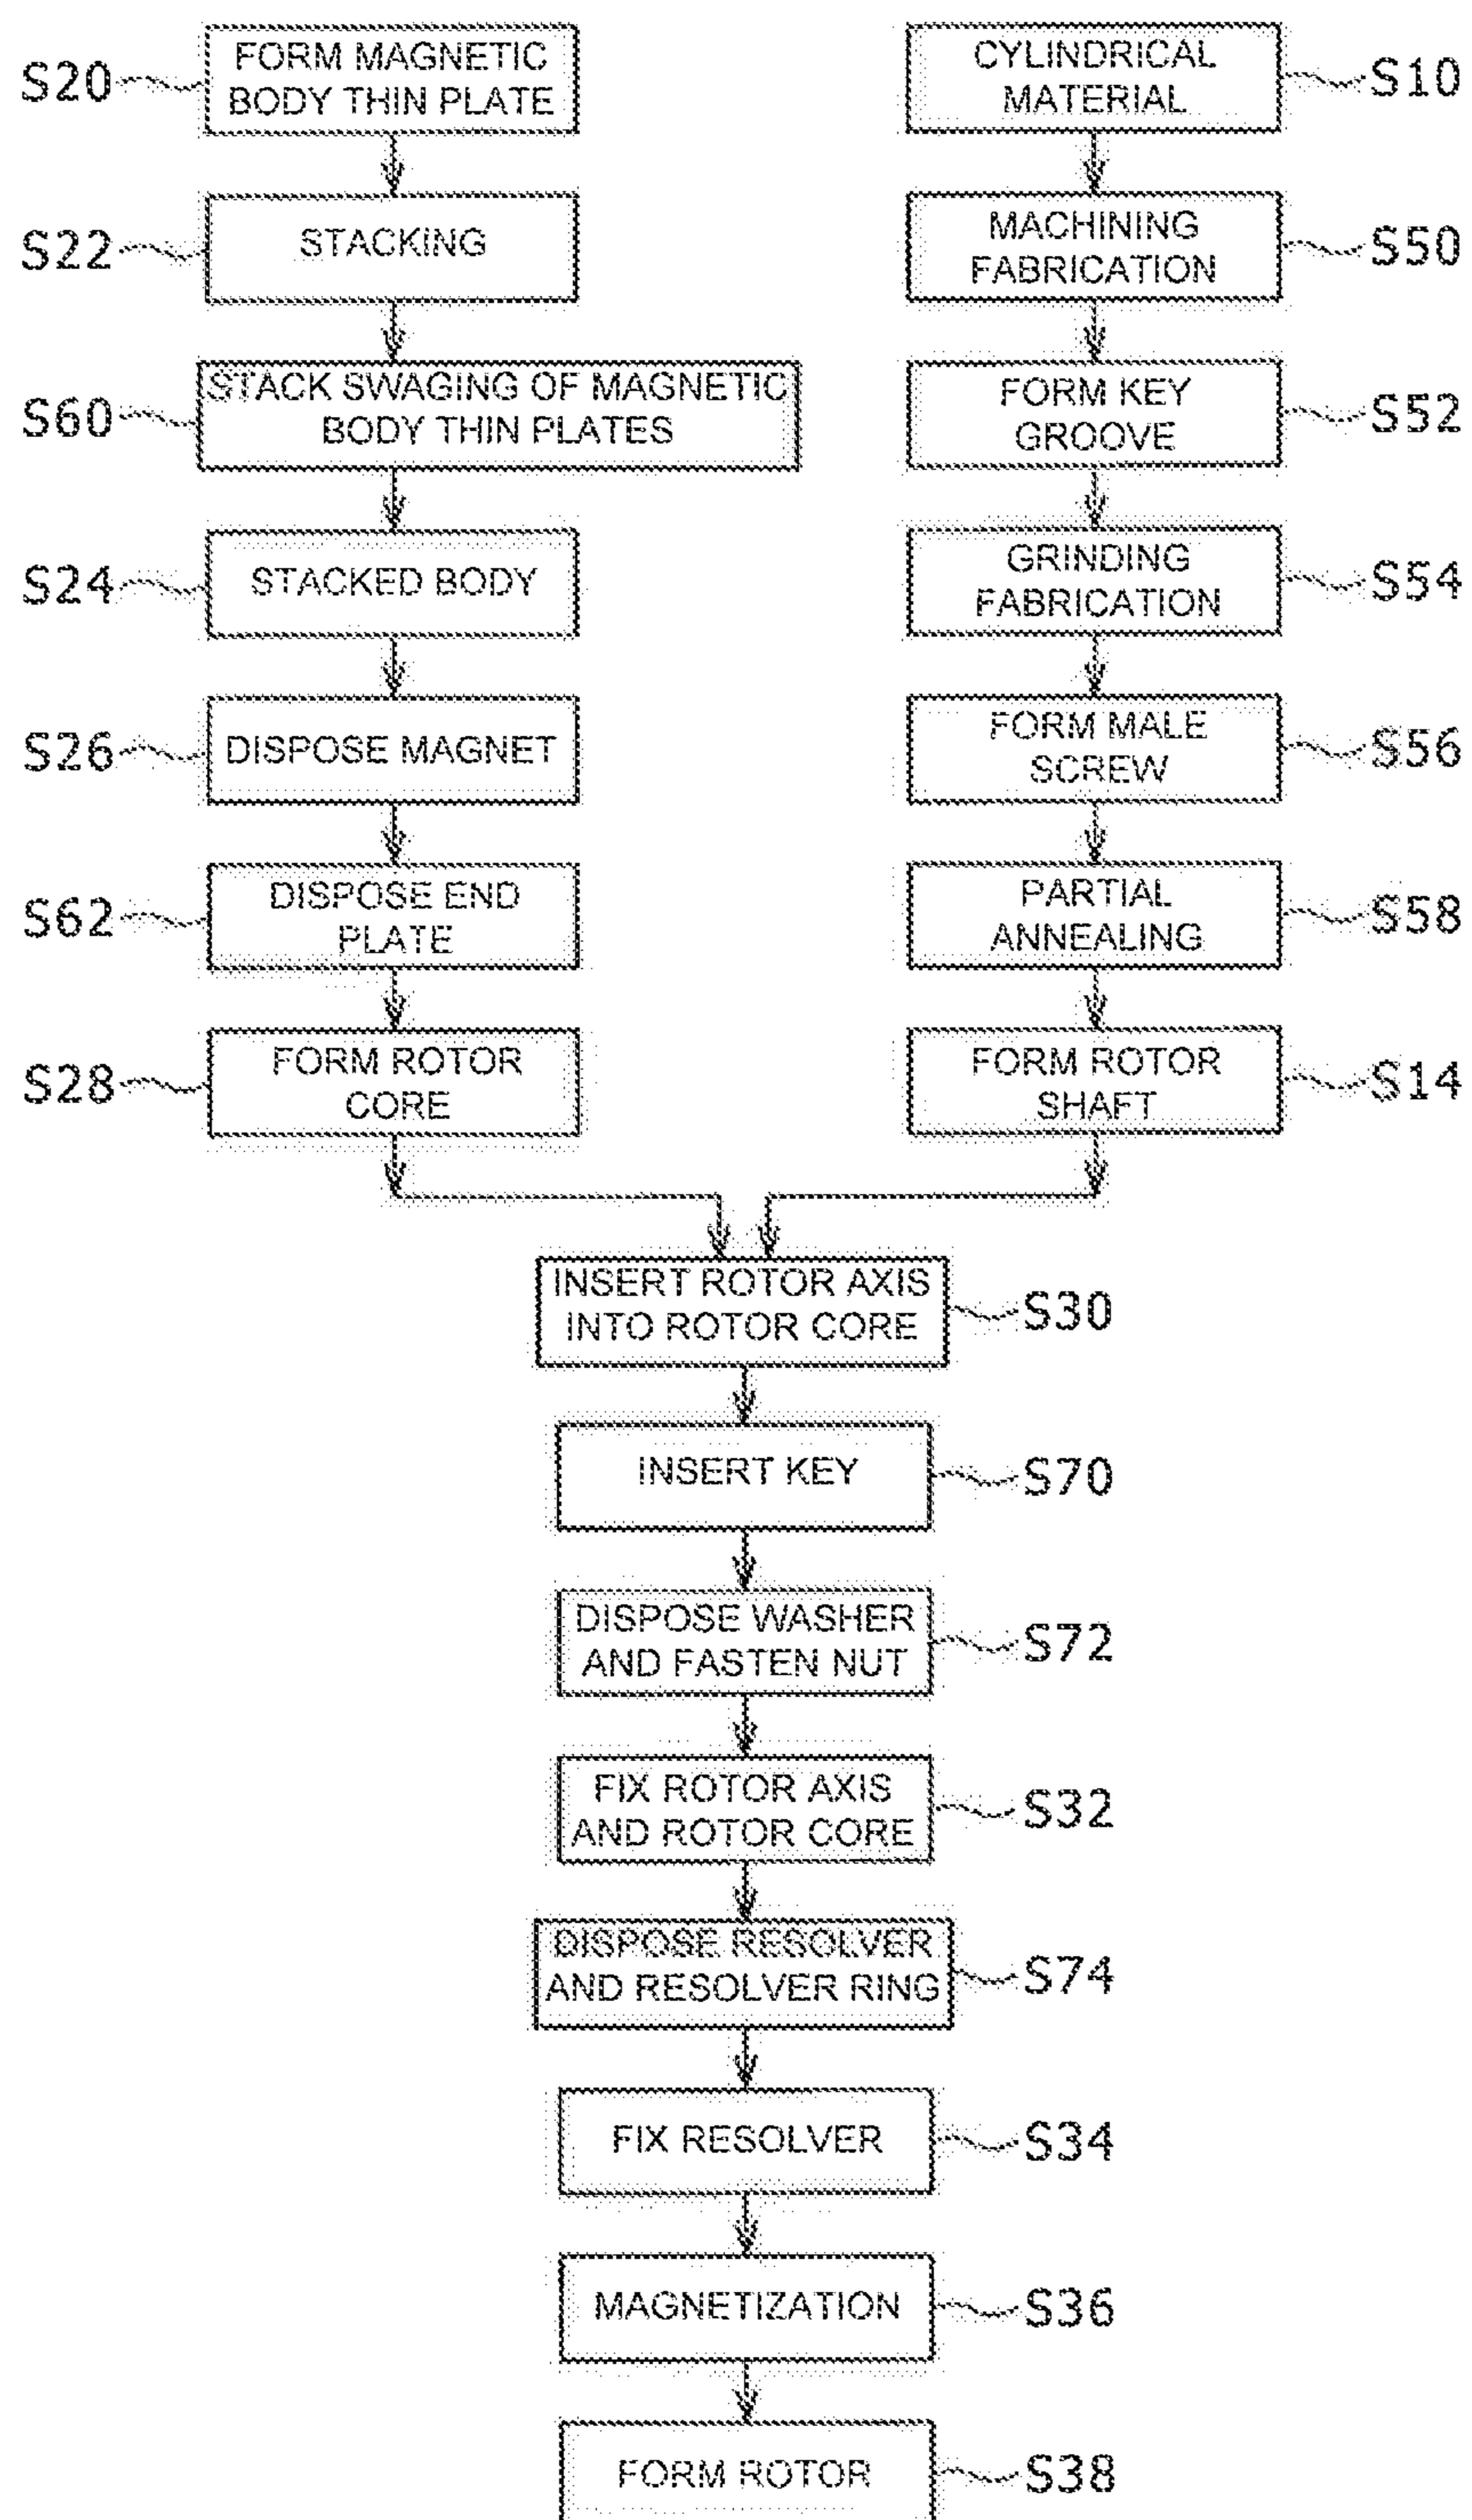 S20
FORM MAGNETIC
BODY THIN PLATE
S22
STACKING
S60
STACK SWAGING OF MAGNETIC
BODY THIN PLATES
S24
STACKED BODY
S26
DISPOSE MAGNET
S62
DISPOSE END
PLATE
S28
FORM ROTOR
CORE
CYLINDRICAL
MATERIAL
S10
MACHINING
FABRICATION
S50
FORM KEY
GROOVE
S52
GRINDING
FABRICATION
S54
FORM MALE
SCREW
S56
PARTIAL
ANNEALING
S58
FORM ROTOR
SHAFT
S14
INSERT ROTOR AXIS
INTO ROTOR CORE
S30
INSERT KEY
S70
DISPOSE WASHER
AND FASTEN NUT
S72
FIX ROTOR AXIS
AND ROTOR CORE
S32
DISPOSE RESOLVER
AND RESOLVER RING
S74
FIX RESOLVER
S34
MAGNETIZATION
S36
FORM ROTOR
S38